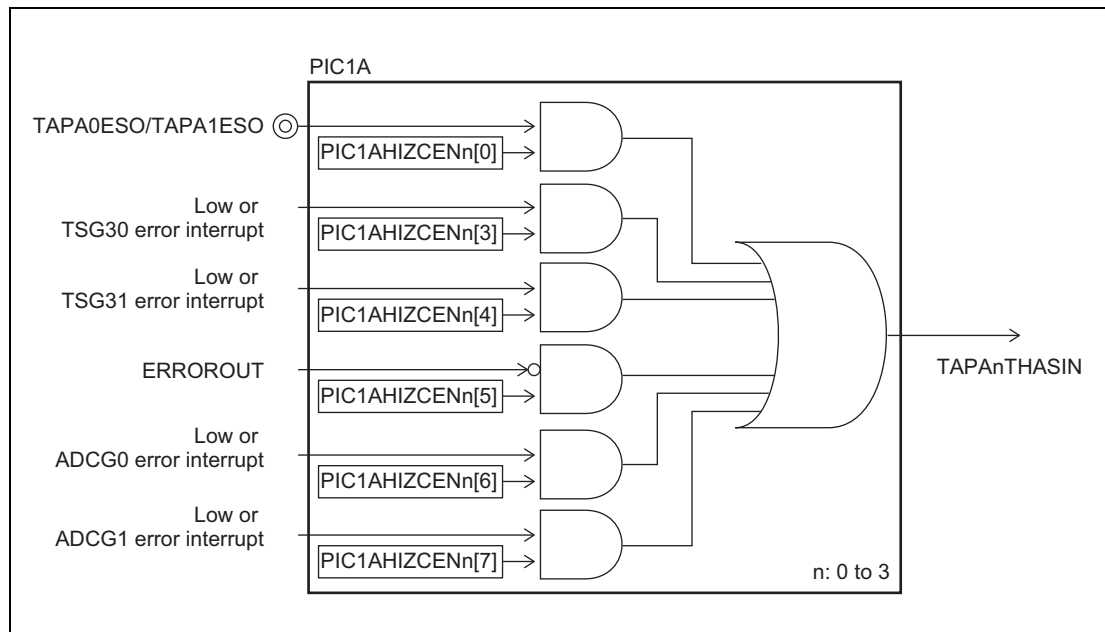 PIC1A
TAPA0ESO/TAPA1ESO
PIC1AHIZCENn[0]
Low or
TSG30 error interrupt
PIC1AHIZCENn[3]
Low or
TSG31 error interrupt
PIC1AHIZCENn[4]
ERROROUT
PIC1AHIZCENn[5]
TAPAnTHASIN
Low or
ADCG0 error interrupt
PIC1AHIZCENn[6]
Low or
ADCG1 error interrupt
PIC1AHIZCENn[7]
n: 0 to 3